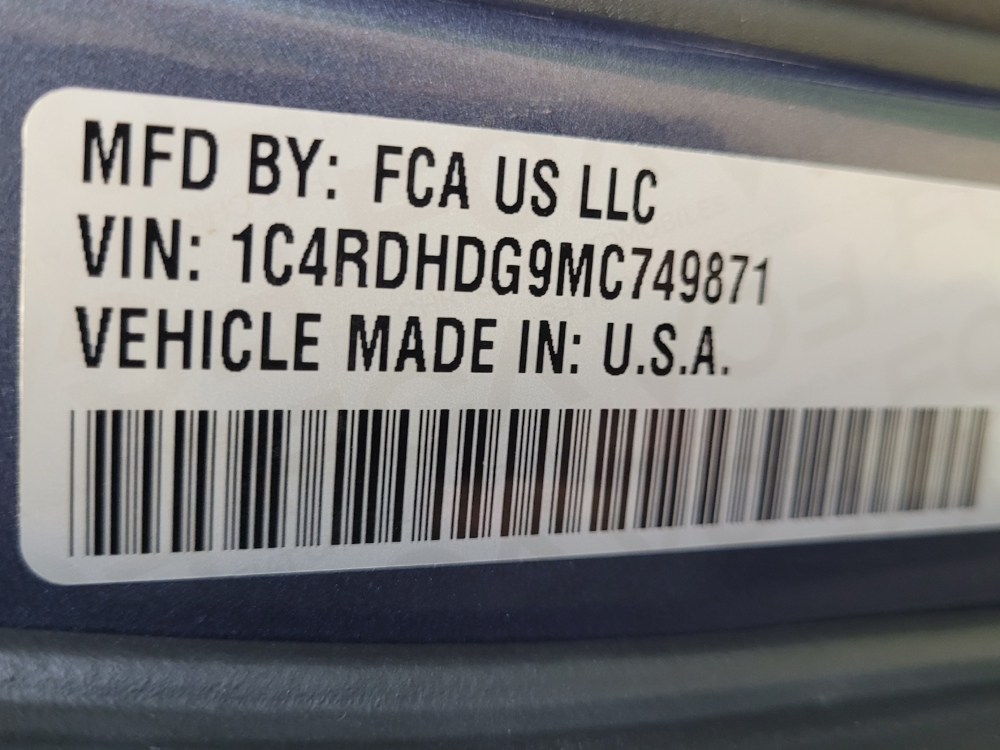 MFD BY: FCA US LLC
VIN: 1C4RDHDG9MC749871
VEHICLE MADE IN: U.S.A.